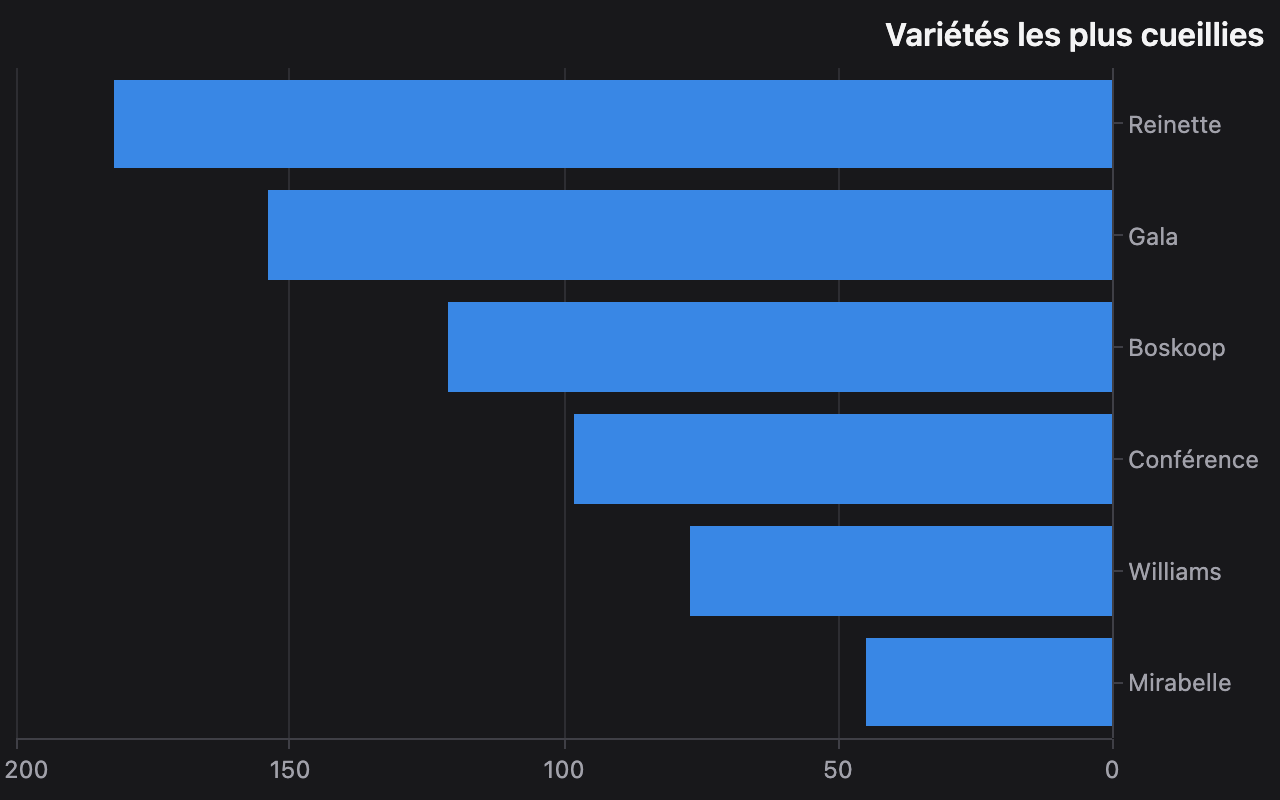 Variétés les plus cueillies
Reinette
Gala
Boskoop
Conférence
Williams
Mirabelle
200 150 100 50 0